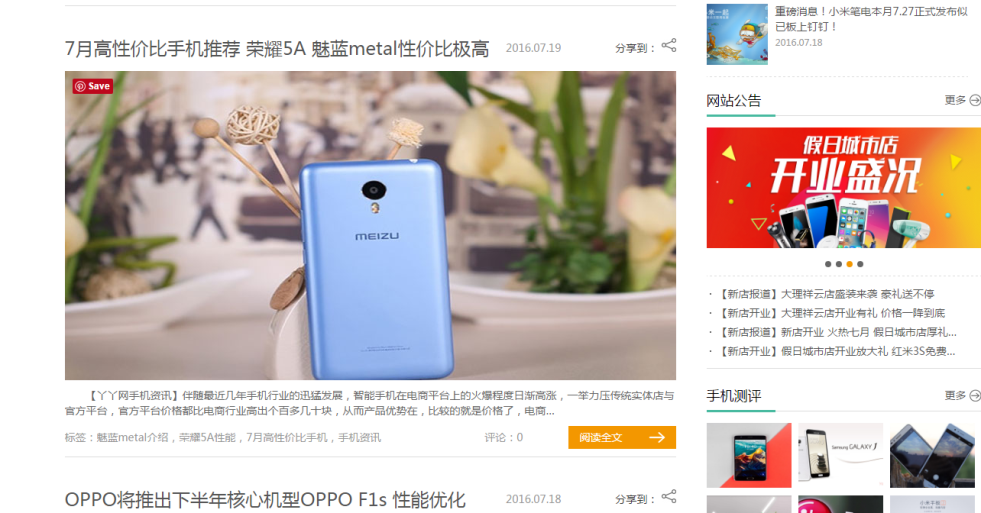 7月高性价比手机推荐 荣耀5A 魅蓝metal性价比极高
2016.07.19
分享到：
Save
MEIZU
【丫丫网手机资讯】伴随最近几年手机行业的迅猛发展，智能手机在电商平台上的火爆程度日渐高涨，一举力压传统实体店与
官方平台，官方平台价格都比电商行业高出个百多几十块，从而产品优势在，比较的就是价格了，电商...
标签：魅蓝metal介绍，荣耀5A性能，7月高性价比手机，手机资讯
评论：0
阅读全文
OPPO将推出下半年核心机型OPPO F1s 性能优化
2016.07.18
分享到：
重磅消息！小米笔电本月7.27正式发布似
已板上钉钉！
2016.07.18
网站公告
更多
假日城市店
开业盛况
· 【新店报道】大理祥云店盛装来袭 豪礼送不停
· 【新店开业】大理祥云店开业有礼 价格一降到底
· 【新店报道】新店开业 火热七月 假日城市店厚礼...
· 【新店开业】假日城市店开业放大礼 红米3S免费...
手机测评
更多
Samsung GALAXY J